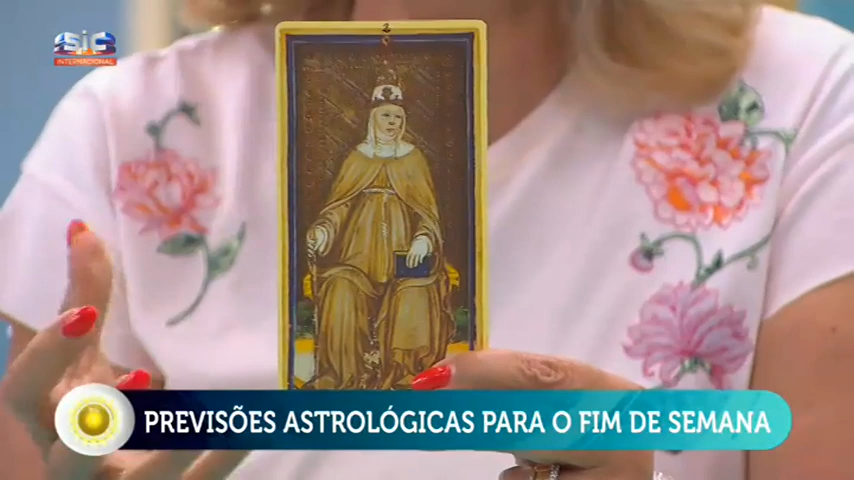 SIC
INTERNACIONAL
2
PREVISÕES ASTROLÓGICAS PARA O FIM DE SEMANA